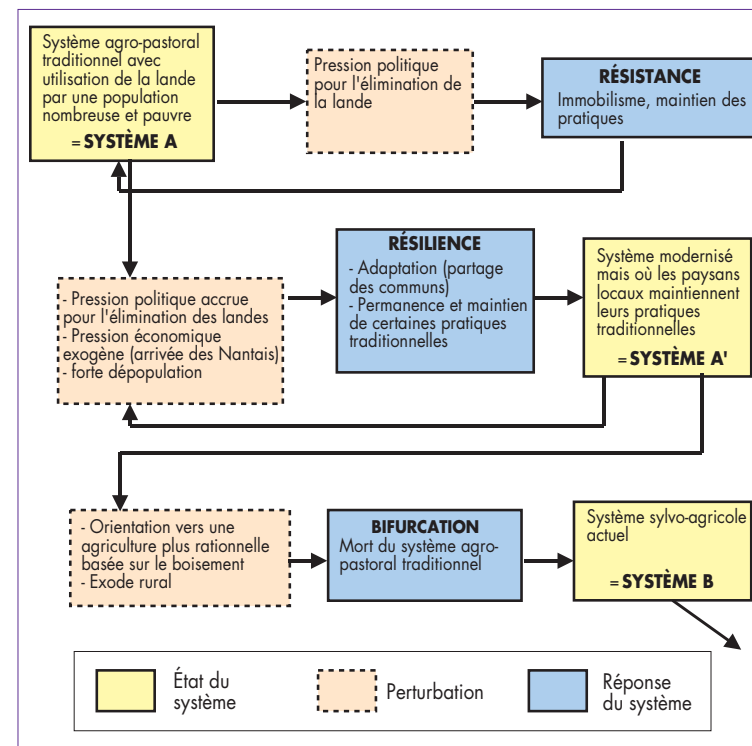 Système agro-pastoral
traditionnel avec
utilisation de la lande
par une population
nombreuse et pauvre
= SYSTÈME A
Pression politique
pour l'élimination de
la lande
RÉSISTANCE
Immobilisme, maintien des
pratiques
- Pression politique accrue
pour l'élimination des landes
- Pression économique
exogène (arrivée des Nantais)
- forte dépopulation
RÉSILIENCE
- Adaptation (partage
des communs)
- Permanence et maintien
de certaines pratiques
traditionnelles
Système modernisé
mais où les paysans
locaux maintiennent
leurs pratiques
traditionnelles
= SYSTÈME A'
- Orientation vers une
agriculture plus rationnelle
basée sur le boisement
- Exode rural
BIFURCATION
Mort du système agro-
pastoral traditionnel
Système sylvo-agricole
actuel
= SYSTÈME B
État du
système
Perturbation
Réponse
du système